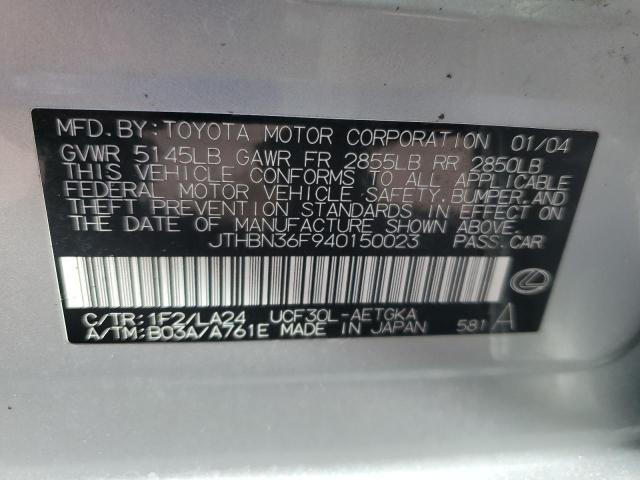 MFD. BY: TOYOTA MOTOR CORPORATION 01/04
GVWR 5145LB GAWR FR 2855LB RR 2850LB
THIS VEHICLE CONFORMS TO ALL APPLICABLE
FEDERAL MOTOR VEHICLE SAFETY, BUMPER, AND
THEFT PREVENTION STANDARDS IN EFFECT ON
THE DATE OF MANUFACTURE SHOWN ABOVE.
JTHBN36F940150023 PASS. CAR
C/TR: 1F2/LA24 UCF30L-AETGKA
A/TM: B03A/A761E MADE IN JAPAN 581 A